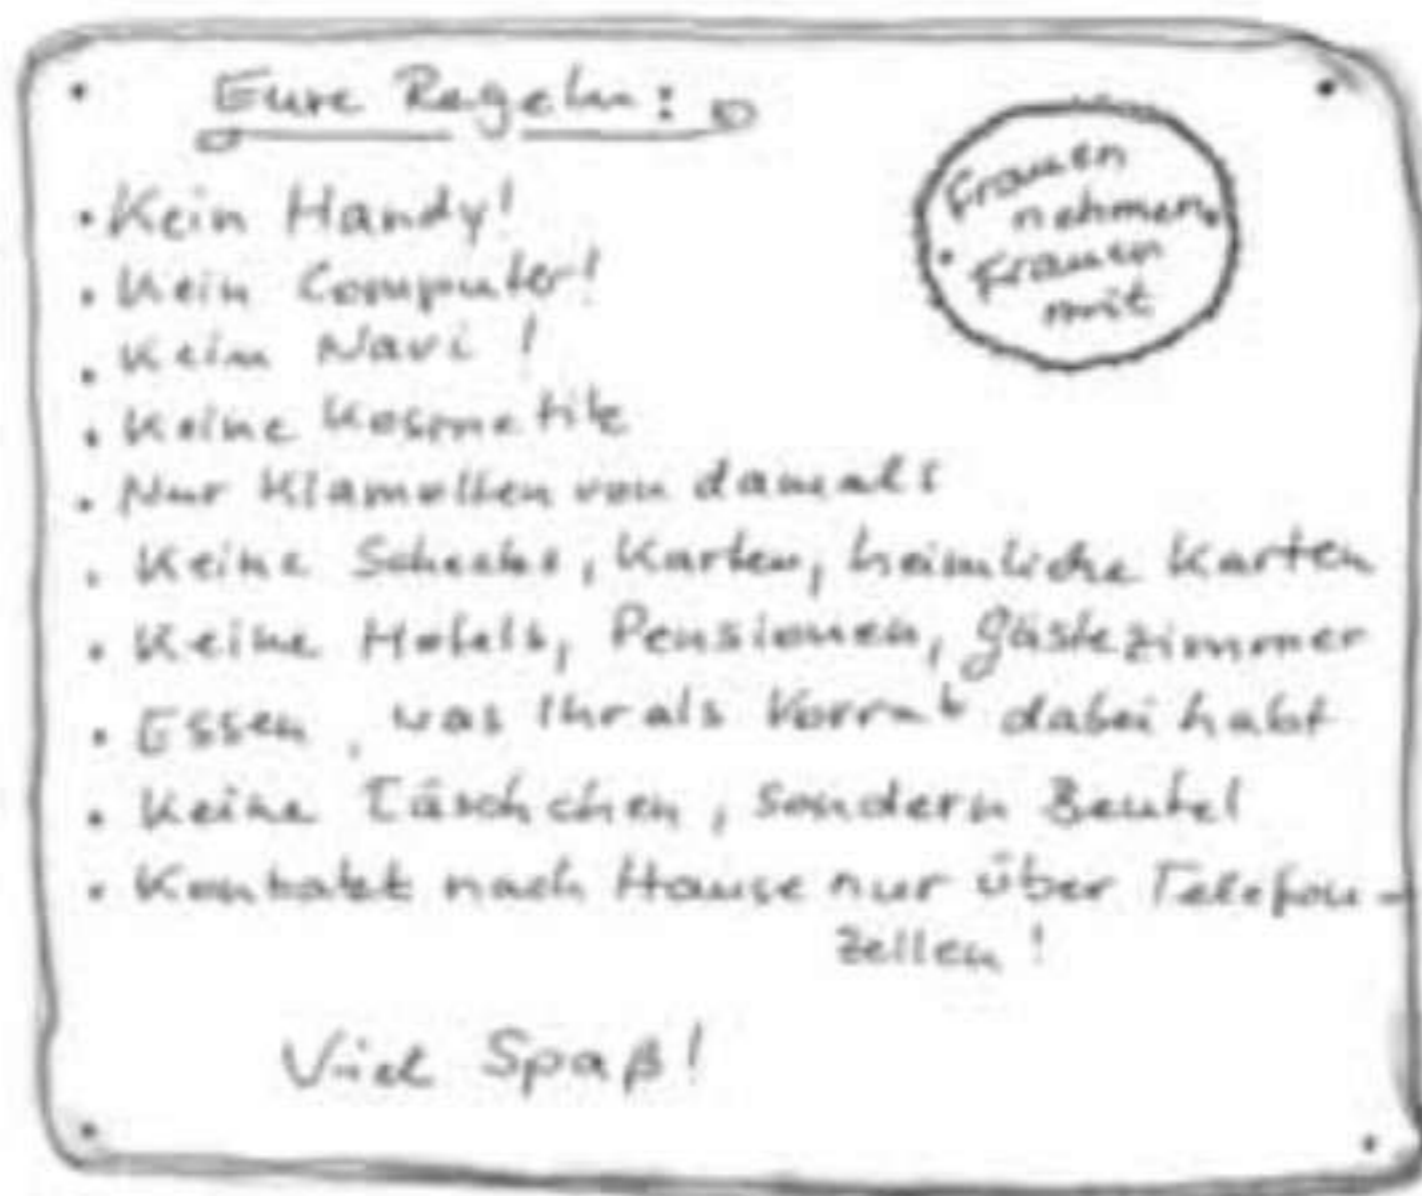 Eure Regeln:
Frauen
nehmen
Frauen
mit
• Kein Handy!
• Kein Computer!
• Kein Navi!
• Keine Kosmetik
• Nur Klamotten von damals
• Keine Schecks, Karten, heimliche Karten
• Keine Hotels, Pensionen, Gästezimmer
• Essen, was Ihr als Vorrat dabei habt
• Keine Täschchen, sondern Beutel
• Kontakt nach Hause nur über Telefon-
zellen!
Viel Spaß!